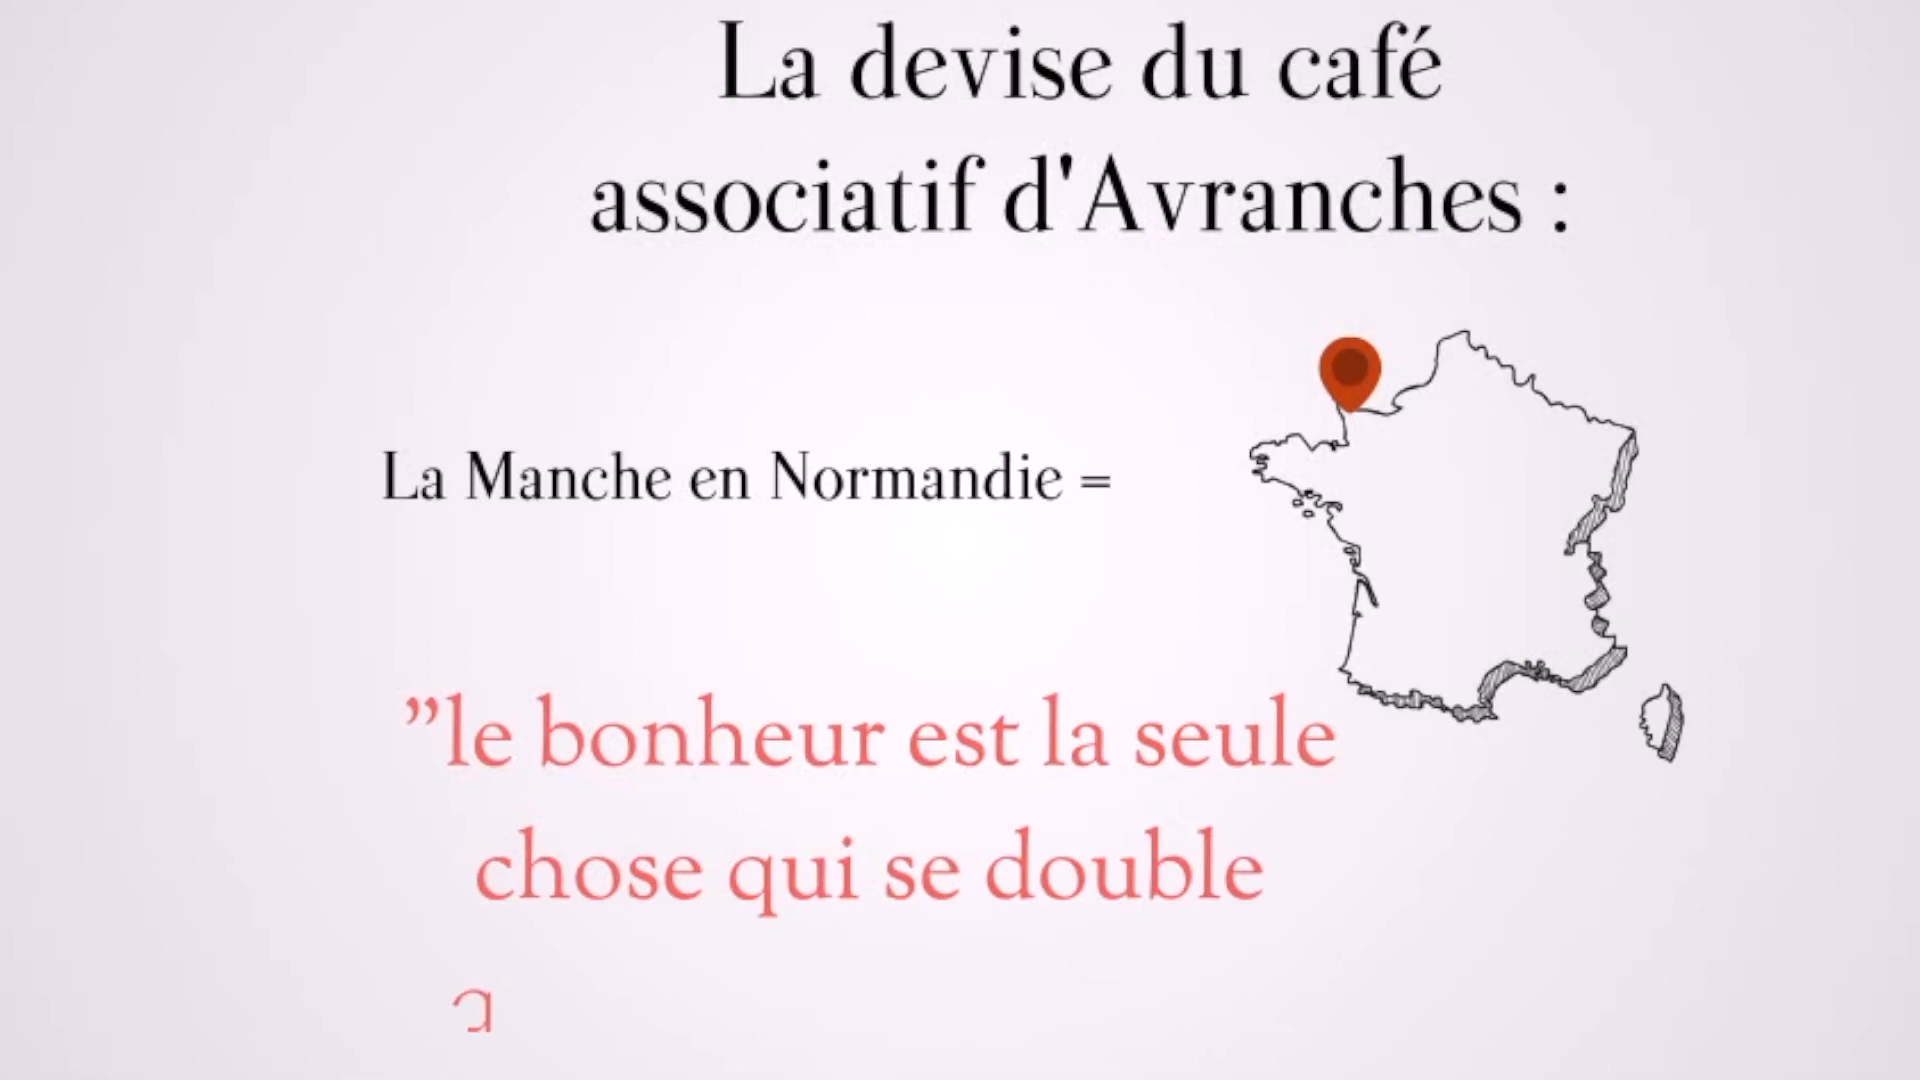 La devise du café
associatif d'Avranches :
La Manche en Normandie =
”le bonheur est la seule
chose qui se double